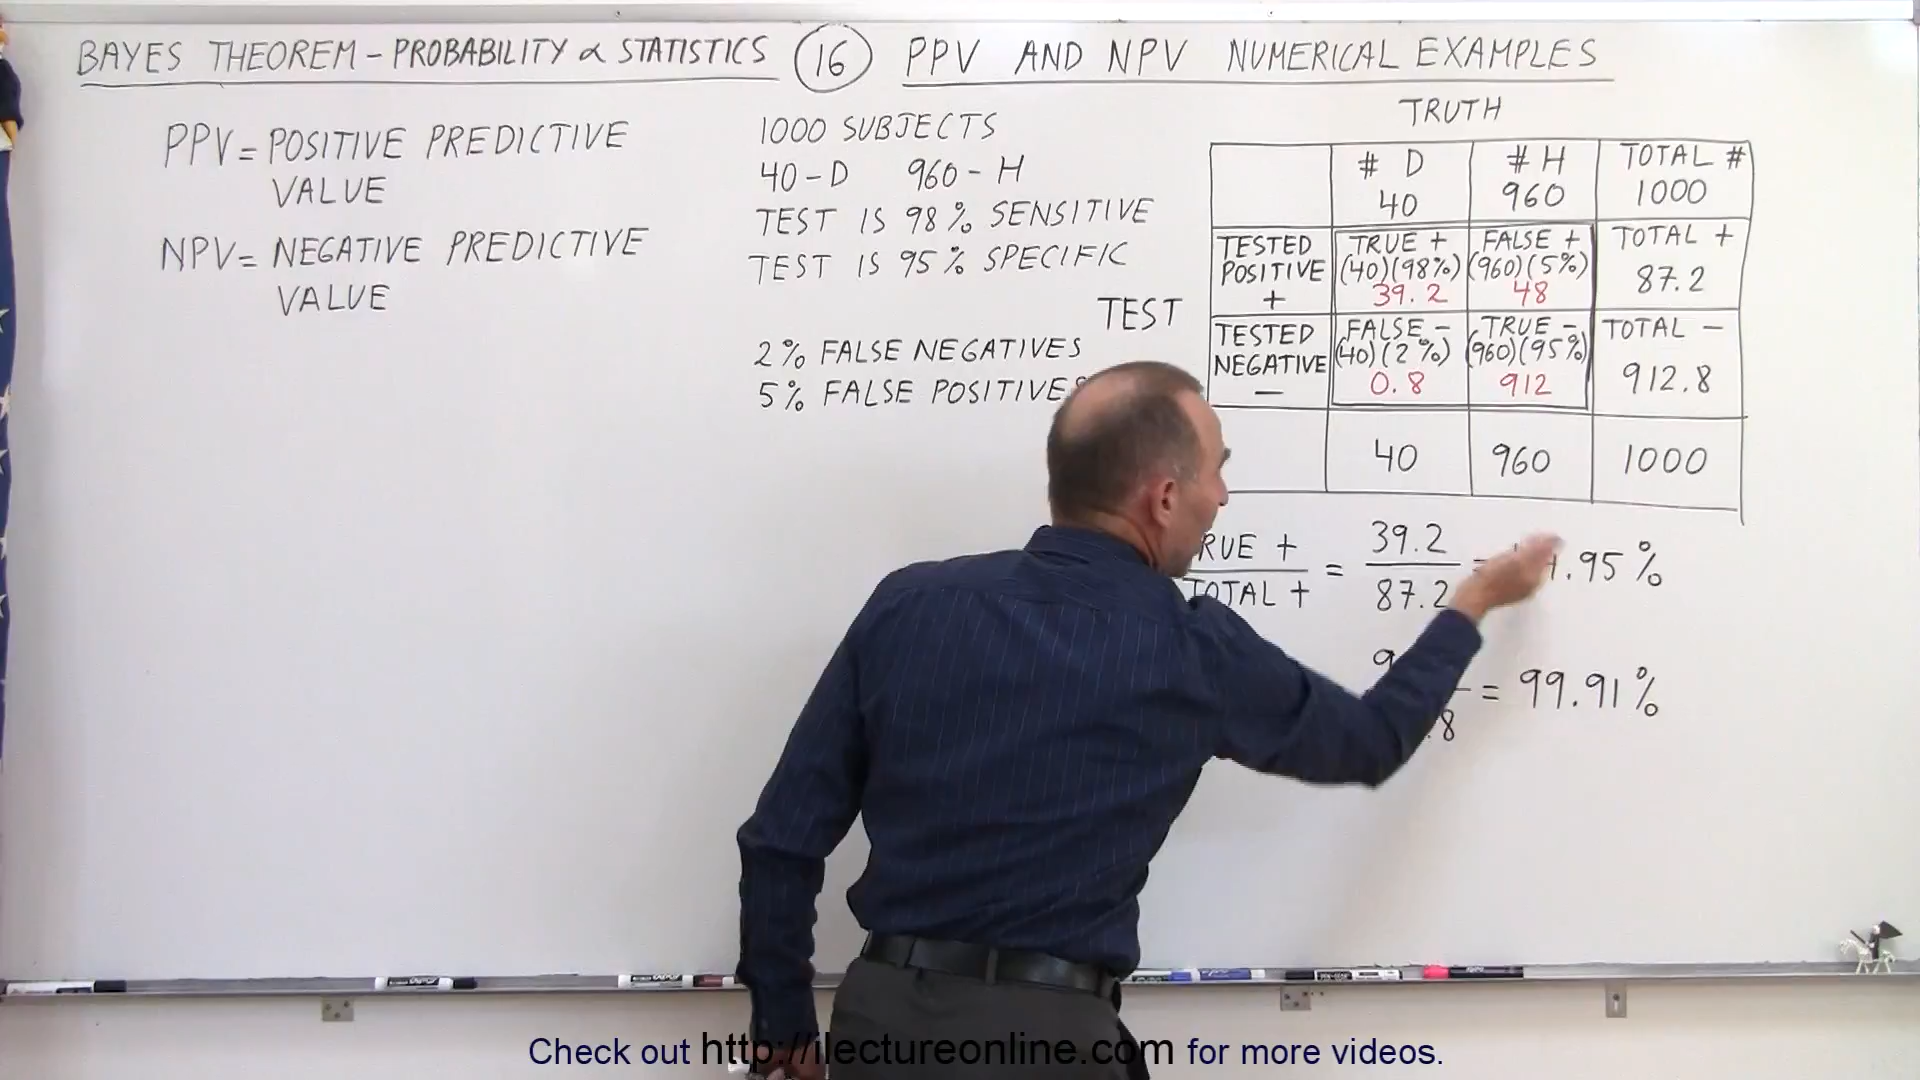 BAYES THEOREM - PROBABILITY & STATISTICS 16 PPV AND NPV NUMERICAL EXAMPLES
PPV = POSITIVE PREDICTIVE
VALUE
NPV = NEGATIVE PREDICTIVE
VALUE
1000 SUBJECTS
40 - D 960 - H
TEST IS 98% SENSITIVE
TEST IS 95% SPECIFIC
2% FALSE NEGATIVES
5% FALSE POSITIVES
TRUTH
TEST
# D # H TOTAL #
40 960 1000
TESTED TRUE + FALSE + TOTAL +
POSITIVE (40)(98%) (960)(5%) 87.2
+ 39.2 48
TESTED FALSE - TRUE - TOTAL -
NEGATIVE (40)(2%) (960)(95%) 912.8
- 0.8 912
40 960 1000
+ = 39.2 .95%
TOTAL + 87.2
= 99.91%
Check out http://ilectureonline.com for more videos.